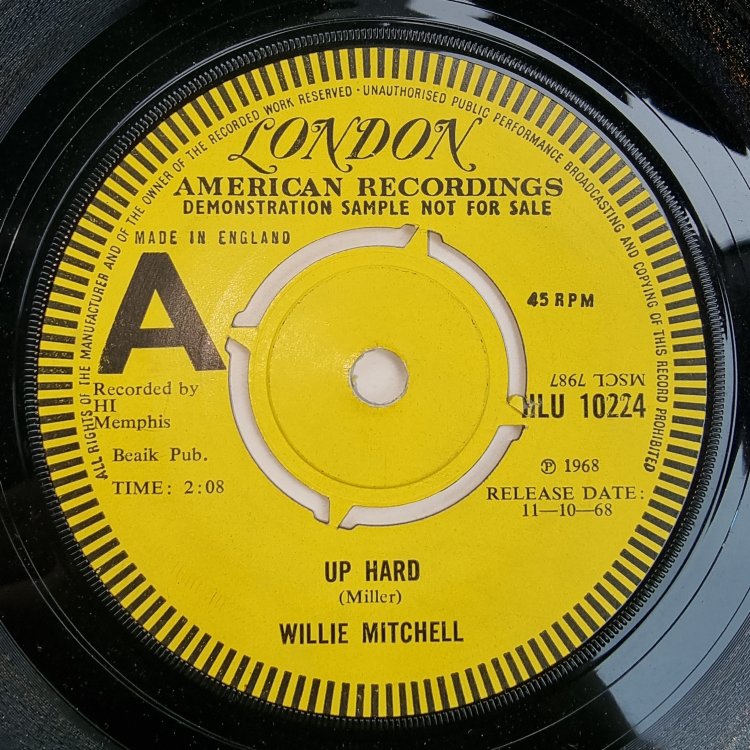 ALL RIGHTS OF THE MANUFACTURER AND OF THE OWNER OF THE RECORDED WORK RESERVED · UNAUTHORISED PUBLIC PERFORMANCE BROADCASTING AND COPYING OF THIS RECORD PROHIBITED
LONDON
AMERICAN RECORDINGS
DEMONSTRATION SAMPLE NOT FOR SALE
MADE IN ENGLAND
A
45 RPM
MSCL 7987
HLU 10224
Recorded by
HI
Memphis
Beaik Pub.
TIME: 2:08
℗ 1968
RELEASE DATE:
11—10—68
UP HARD
(Miller)
WILLIE MITCHELL